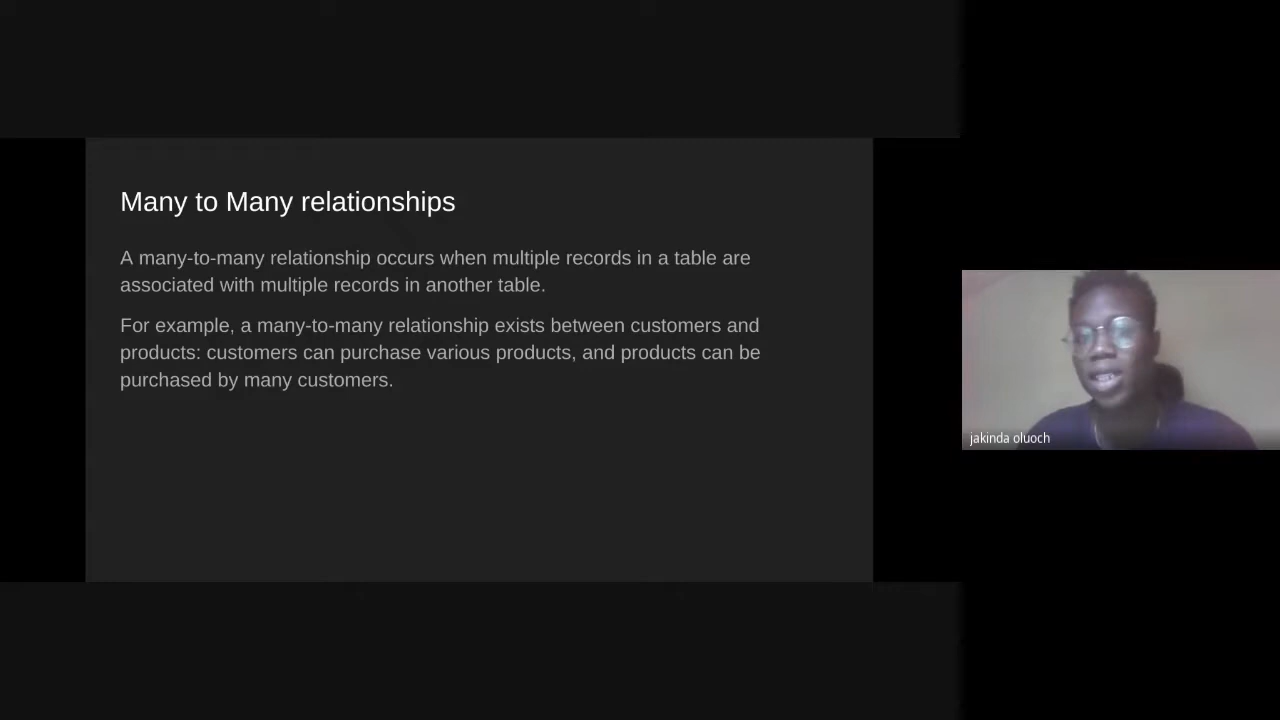 Many to Many relationships
A many-to-many relationship occurs when multiple records in a table are
associated with multiple records in another table.
For example, a many-to-many relationship exists between customers and
products: customers can purchase various products, and products can be
purchased by many customers.
jakinda oluoch